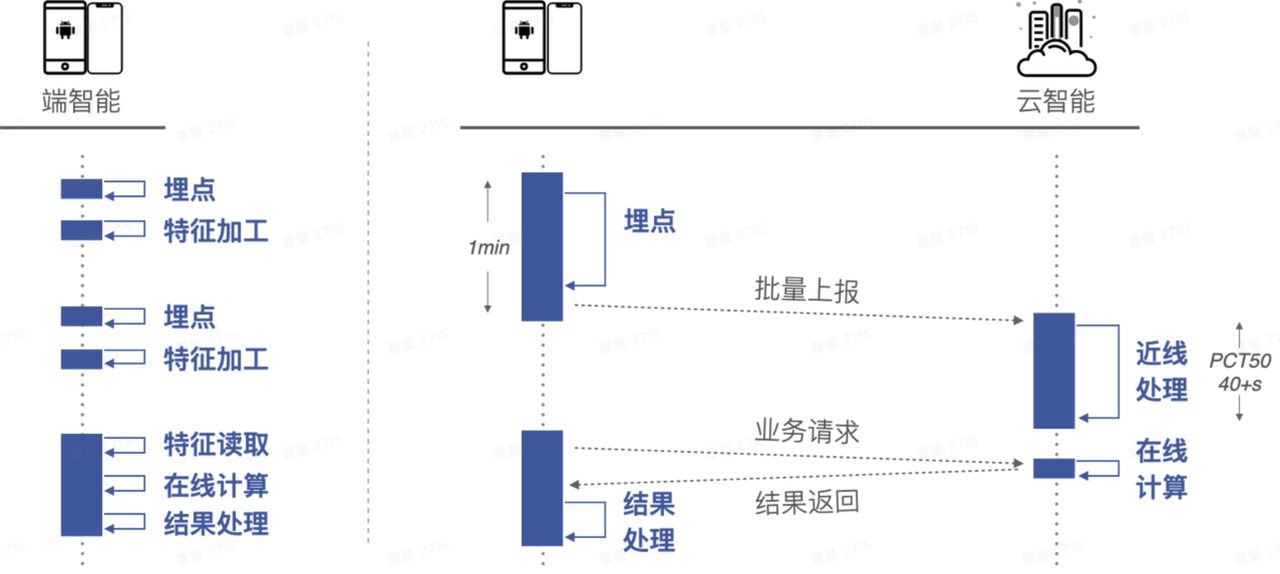 端智能
云智能
埋点
特征加工
埋点
特征加工
特征读取
在线计算
结果处理
1min
埋点
批量上报
近线
处理
PCT50
40+s
业务请求
在线
计算
结果返回
结果
处理